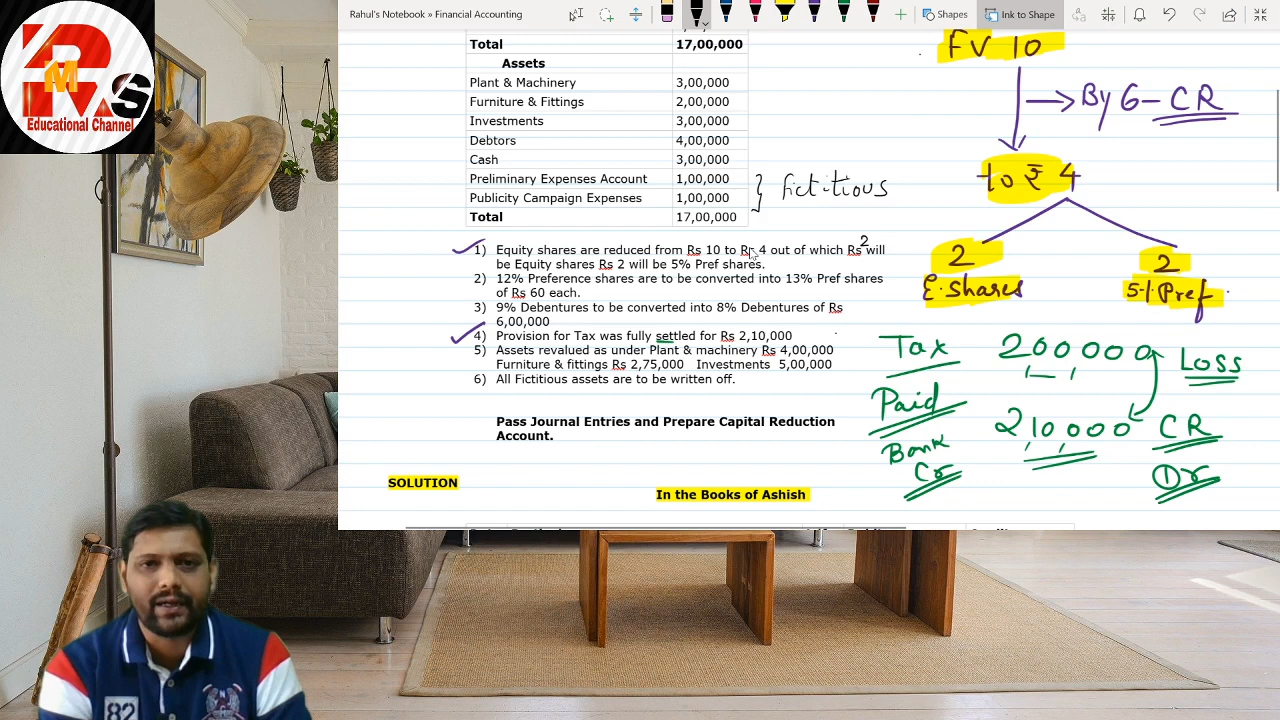 Rahul's Notebook » Financial Accounting
Shapes
Ink to Shape
R
M
S
Educational Channel
Total 17,00,000
Assets
Plant & Machinery 3,00,000
Furniture & Fittings 2,00,000
Investments 3,00,000
Debtors 4,00,000
Cash 3,00,000
Preliminary Expenses Account 1,00,000
Publicity Campaign Expenses 1,00,000
Total 17,00,000
} fictitious
1) Equity shares are reduced from Rs 10 to Rs 4 out of which Rs 2 will
be Equity shares Rs 2 will be 5% Pref shares.
2) 12% Preference shares are to be converted into 13% Pref shares
of Rs 60 each.
3) 9% Debentures to be converted into 8% Debentures of Rs
6,00,000
4) Provision for Tax was fully settled for Rs 2,10,000
5) Assets revalued as under Plant & machinery Rs 4,00,000
Furniture & fittings Rs 2,75,000 Investments 5,00,000
6) All Fictitious assets are to be written off.
Pass Journal Entries and Prepare Capital Reduction
Account.
SOLUTION
In the Books of Ashish
FV 10
By 6 - CR
to ₹ 4
2 2
E. Shares 5% Pref
Tax 200000 Loss
Paid 210000 CR
Bank
Cr Dr
82